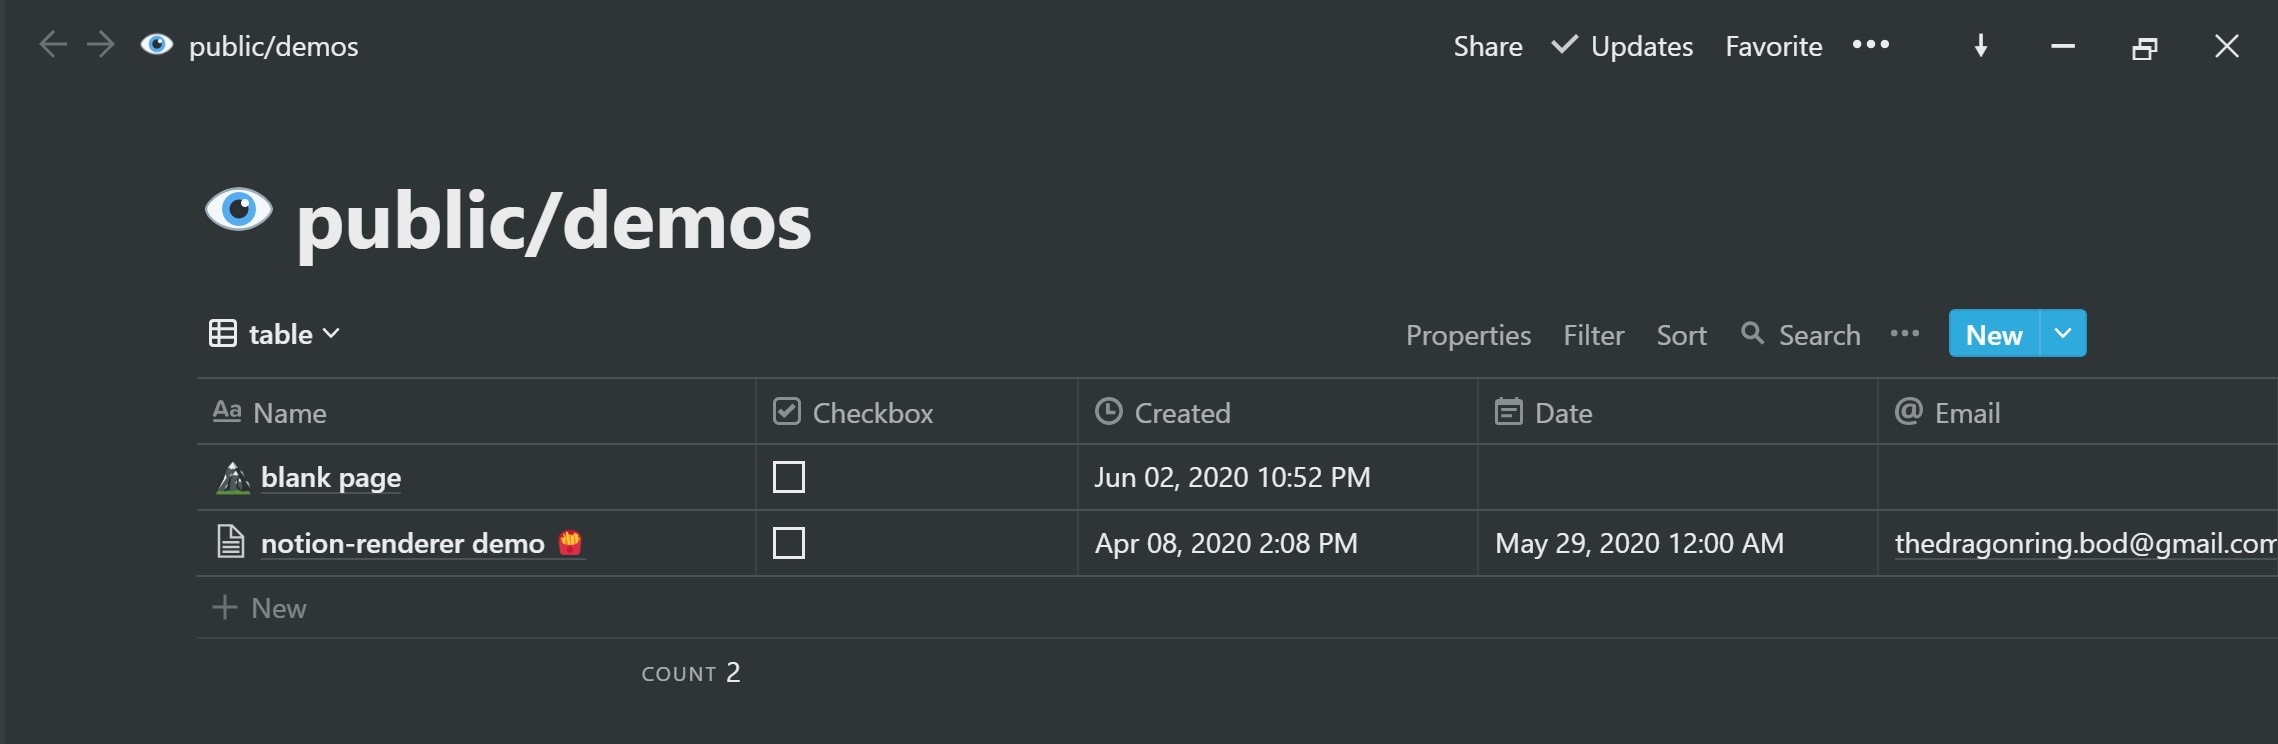 public/demos Share Updates Favorite
public/demos
table Properties Filter Sort Search New
Aa Name Checkbox Created Date @ Email
blank page Jun 02, 2020 10:52 PM
notion-renderer demo Apr 08, 2020 2:08 PM May 29, 2020 12:00 AM thedragonring.bod@gmail.com
+ New
COUNT 2